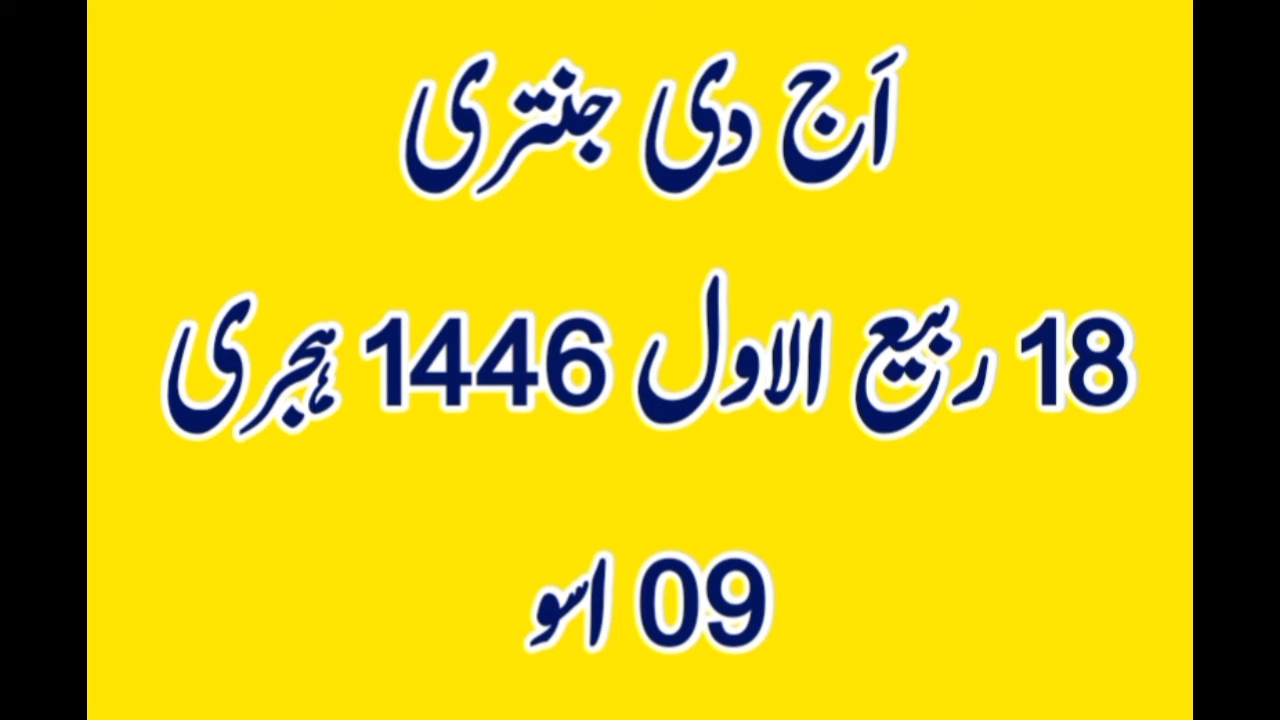 اَج دی جنتری
18 ربیع الاول 1446 ہجری
09 اسو